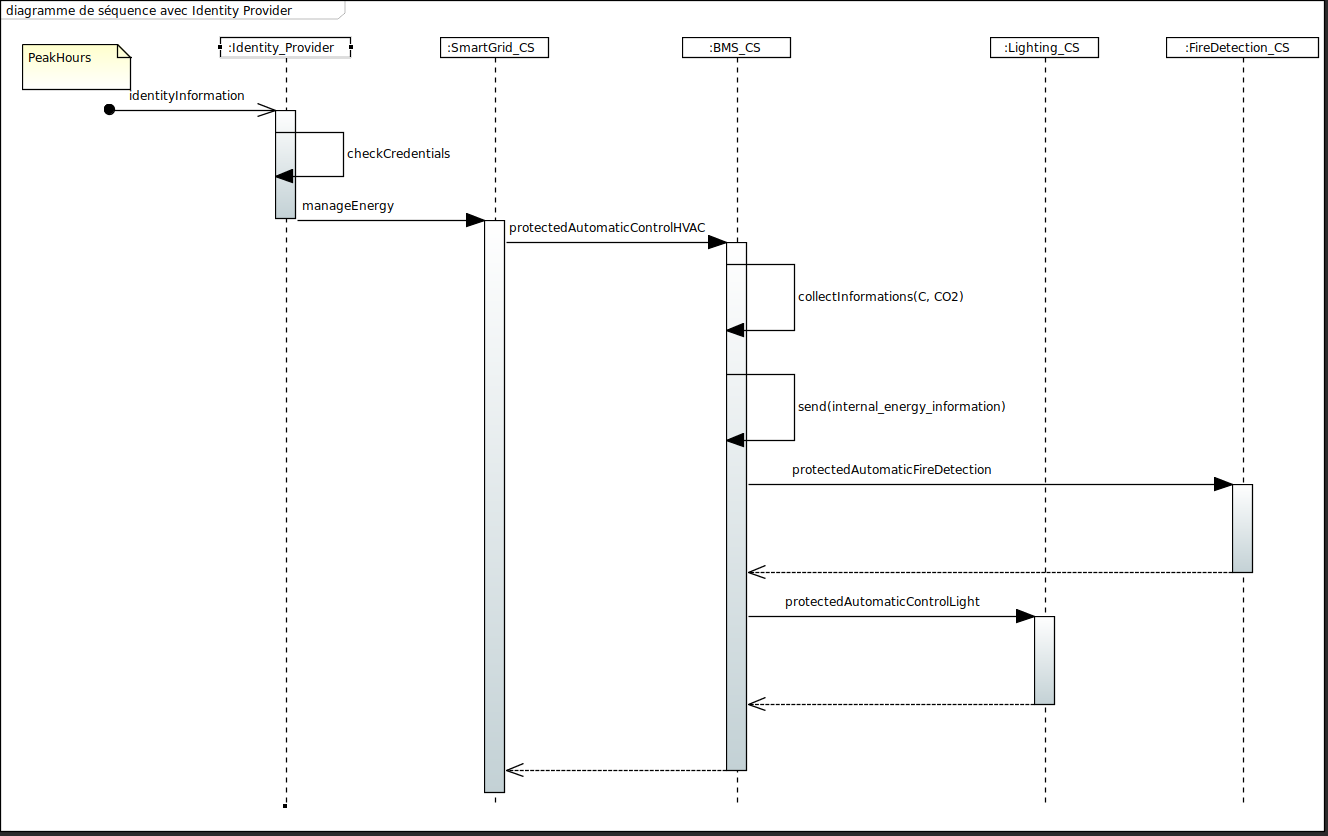 diagramme de séquence avec Identity Provider
PeakHours
:Identity_Provider
:SmartGrid_CS
:BMS_CS
:Lighting_CS
:FireDetection_CS
identityInformation
checkCredentials
manageEnergy
protectedAutomaticControlHVAC
collectInformations(C, CO2)
send(internal_energy_information)
protectedAutomaticFireDetection
protectedAutomaticControlLight